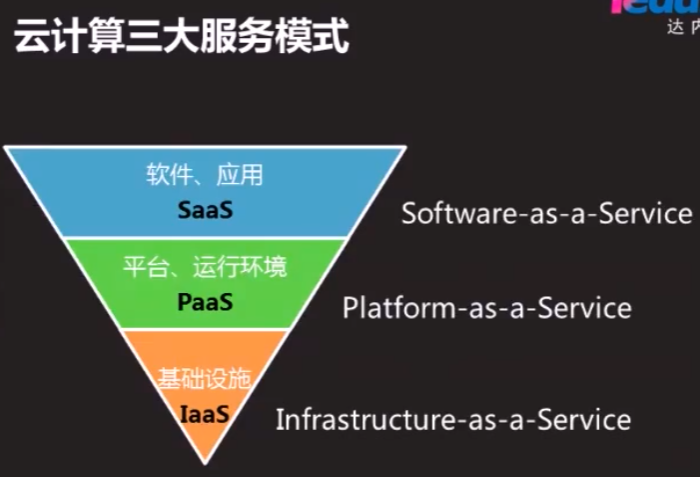 云计算三大服务模式
达内
软件、应用
SaaS
Software-as-a-Service
平台、运行环境
PaaS
Platform-as-a-Service
基础设施
IaaS
Infrastructure-as-a-Service